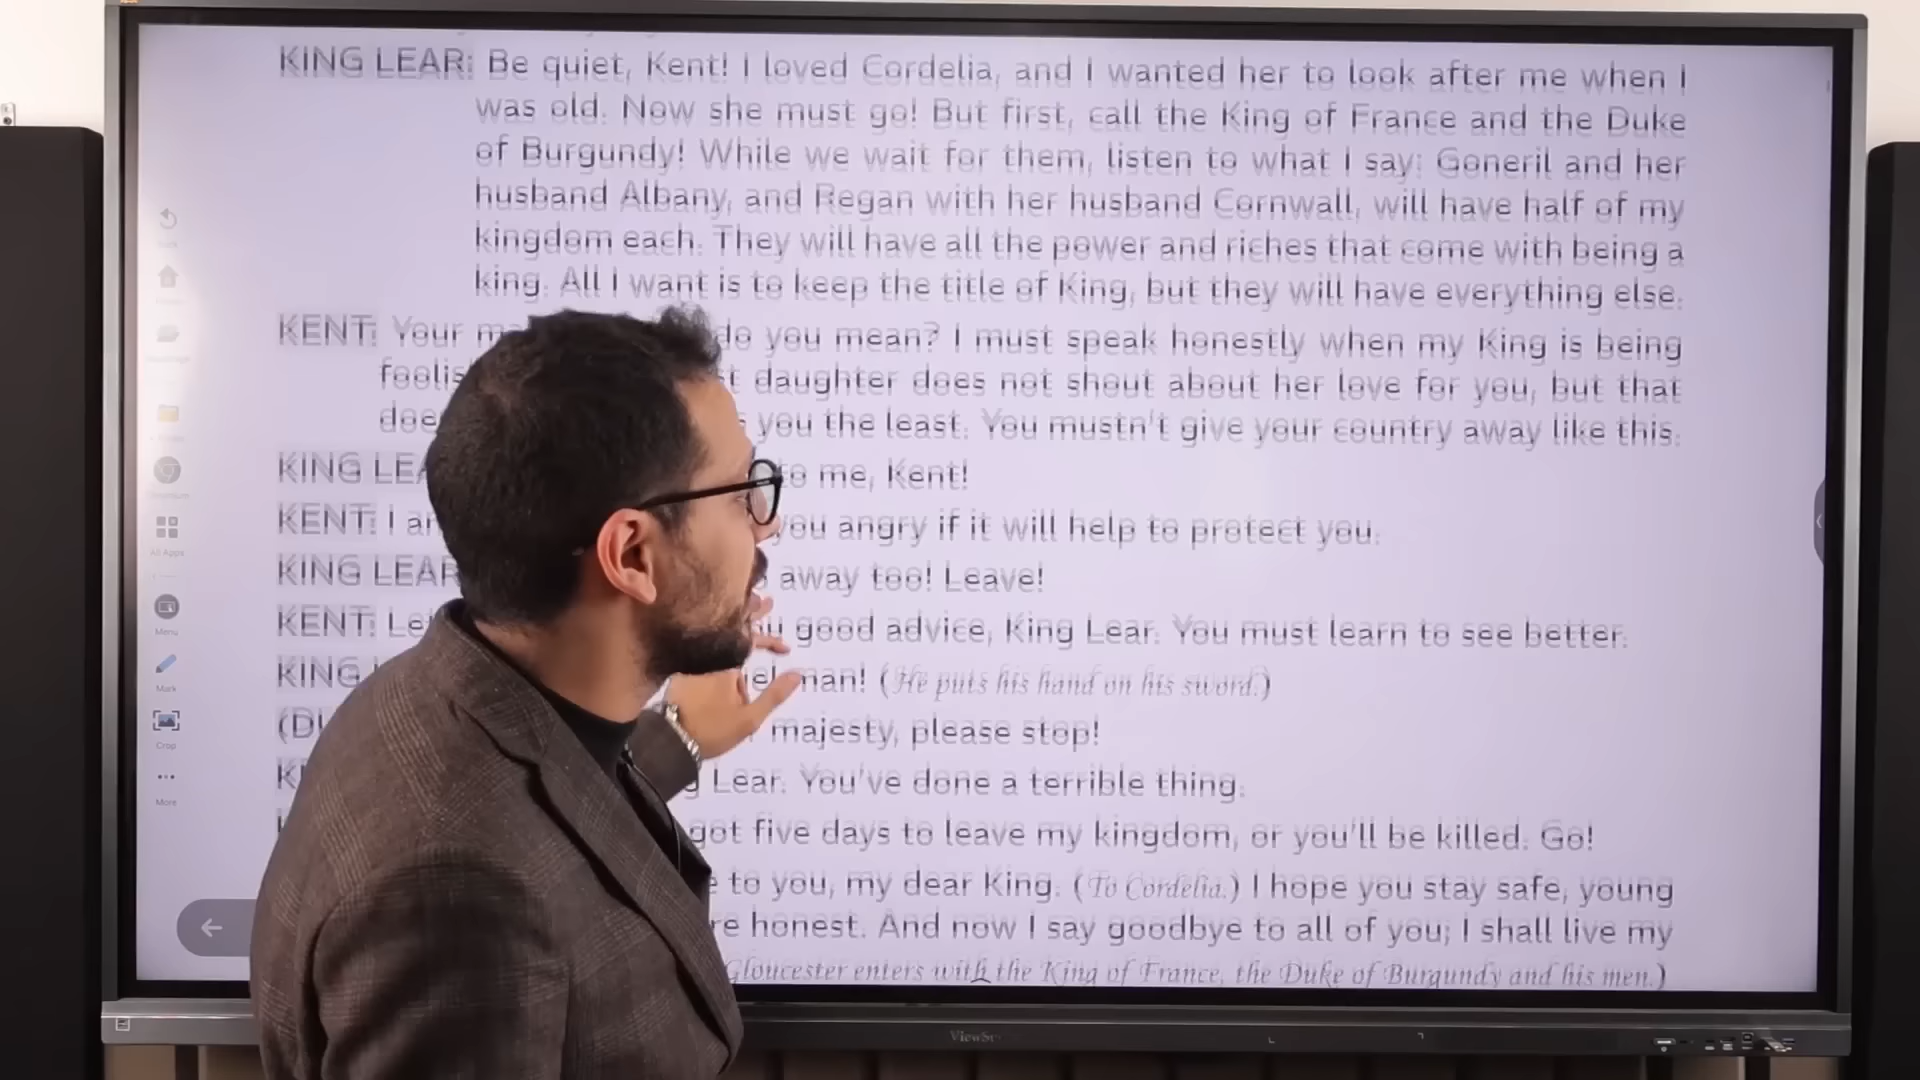 KING LEAR: Be quiet, Kent! I loved Cordelia, and I wanted her to look after me when I
was old. Now she must go! But first, call the King of France and the Duke
of Burgundy! While we wait for them, listen to what I say: Goneril and her
husband Albany, and Regan with her husband Cornwall, will have half of my
kingdom each. They will have all the power and riches that come with being a
king. All I want is to keep the title of King, but they will have everything else.
KENT: Your do you mean? I must speak honestly when my King is being
daughter does not shout about her love for you, but that
you the least. You mustn't give your country away like this.
KING to me, Kent!
KENT: I you angry if it will help to protect you.
KING LEAR away too! Leave!
KENT: good advice, King Lear. You must learn to see better.
KING man! (He puts his hand on his sword.)
majesty, please stop!
Lear. You've done a terrible thing.
got five days to leave my kingdom, or you'll be killed. Go!
to you, my dear King. (To Cordelia.) I hope you stay safe, young
honest. And now I say goodbye to all of you; I shall live my
Gloucester enters with the King of France, the Duke of Burgundy and his men.)
All Apps
Menu
Mark
Crop
More